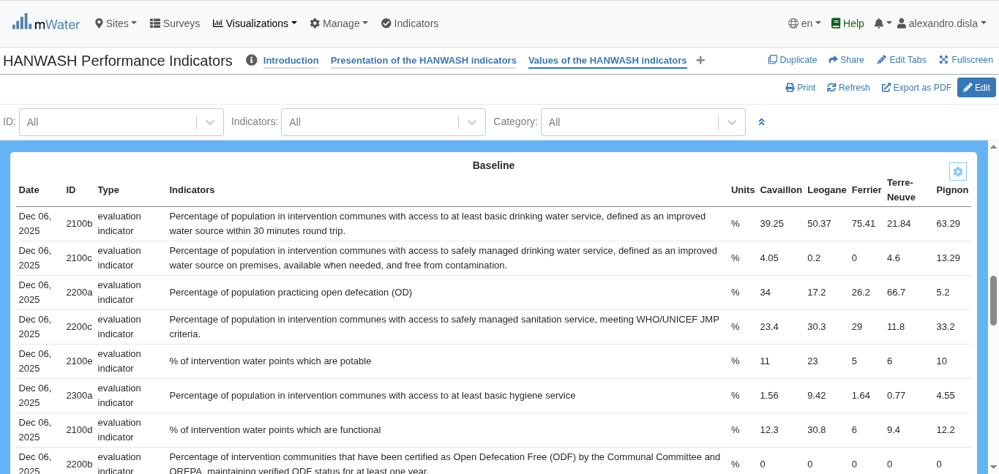 mWater Sites Surveys Visualizations Manage Indicators en Help alexandro.disla
HANWASH Performance Indicators Introduction Presentation of the HANWASH indicators Values of the HANWASH indicators Duplicate Share Edit Tabs Fullscreen
Print Refresh Export as PDF Edit
ID: All Indicators: All Category: All
Baseline
Date ID Type Indicators Units Cavaillon Leogane Ferrier Terre-Neuve Pignon
Dec 06, 2025 2100b evaluation indicator Percentage of population in intervention communes with access to at least basic drinking water service, defined as an improved water source within 30 minutes round trip. % 39.25 50.37 75.41 21.84 63.29
Dec 06, 2025 2100c evaluation indicator Percentage of population in intervention communes with access to safely managed drinking water service, defined as an improved water source on premises, available when needed, and free from contamination. % 4.05 0.2 0 4.6 13.29
Dec 06, 2025 2200a evaluation indicator Percentage of population practicing open defecation (OD) % 34 17.2 26.2 66.7 5.2
Dec 06, 2025 2200c evaluation indicator Percentage of population in intervention communes with access to safely managed sanitation service, meeting WHO/UNICEF JMP criteria. % 23.4 30.3 29 11.8 33.2
Dec 06, 2025 2100e evaluation indicator % of intervention water points which are potable % 11 23 5 6 10
Dec 06, 2025 2300a evaluation indicator Percentage of population in intervention communes with access to at least basic hygiene service % 1.56 9.42 1.64 0.77 4.55
Dec 06, 2025 2100d evaluation indicator % of intervention water points which are functional % 12.3 30.8 6 9.4 12.2
Dec 06, 2025 2200b evaluation indicator Percentage of intervention communities that have been certified as Open Defecation Free (ODF) by the Communal Committee and OREPA, maintaining verified ODF status for at least one year. % 0 0 0 0 0